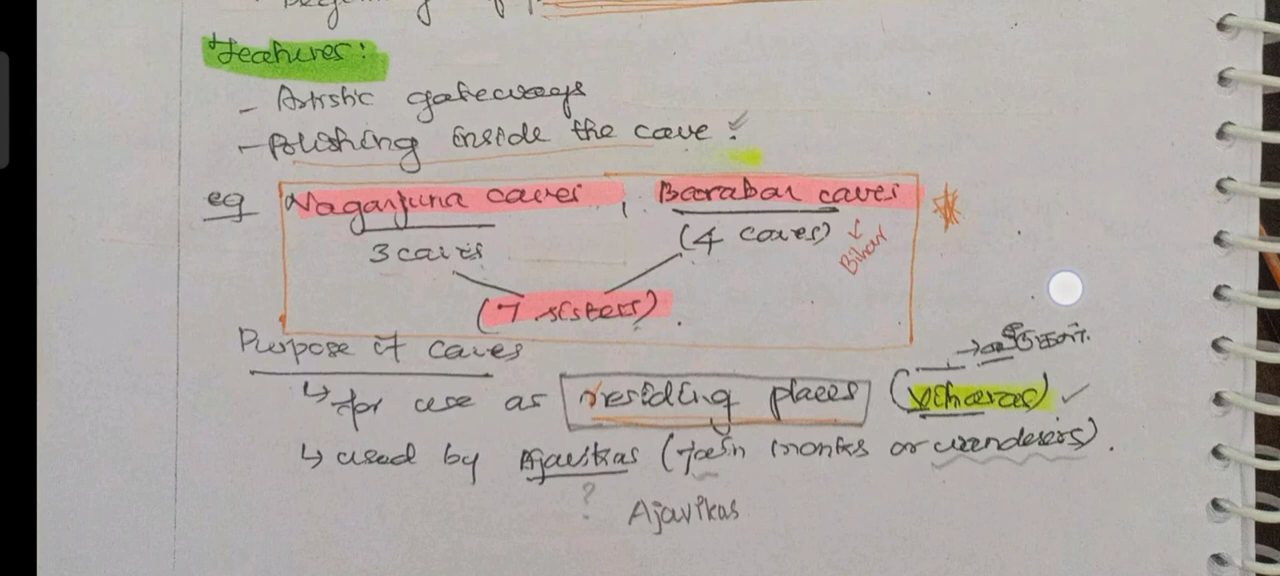 Features:
- Artistic gateways
- Polishing inside the cave.
eg Nagarjuna caves, Barabar caves
3 caves (4 caves)
Bihar
(7 sisters).
Purpose of caves
↳ for use as residing places (Viharas) ✓
↳ used by Ajavikas (jain monks or wanderers).
? Ajavikas